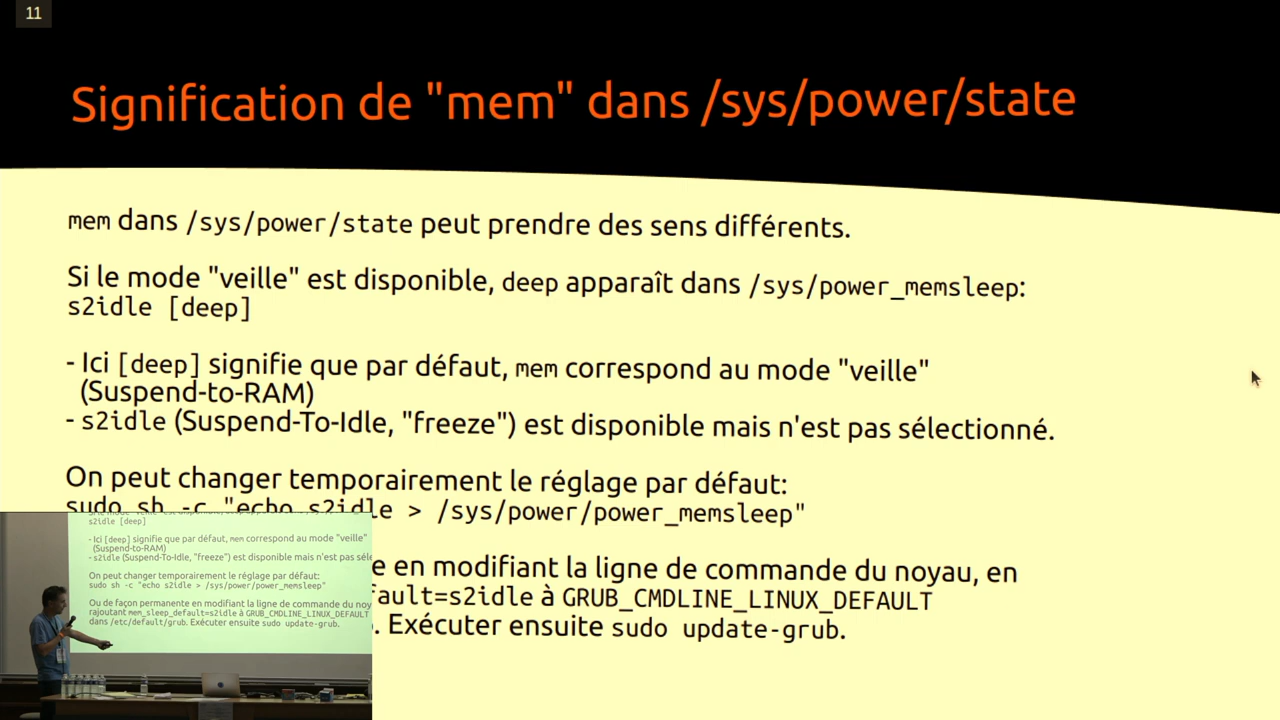 11
Signification de "mem" dans /sys/power/state
mem dans /sys/power/state peut prendre des sens différents.
Si le mode "veille" est disponible, deep apparaît dans /sys/power_memsleep:
s2idle [deep]
- Ici [deep] signifie que par défaut, mem correspond au mode "veille"
(Suspend-to-RAM)
- s2idle (Suspend-To-Idle, "freeze") est disponible mais n'est pas sélectionné.
On peut changer temporairement le réglage par défaut:
sudo sh -c "echo s2idle > /sys/power/power_memsleep"
e en modifiant la ligne de commande du noyau, en
fault=s2idle à GRUB_CMDLINE_LINUX_DEFAULT
. Exécuter ensuite sudo update-grub.
s2idle [deep]
- Ici [deep] signifie que par défaut, mem correspond au mode "veille"
(Suspend-to-RAM)
- s2idle (Suspend-To-Idle, "freeze") est disponible mais n'est pas séle
On peut changer temporairement le réglage par défaut:
sudo sh -c "echo s2idle > /sys/power/power_memsleep"
Ou de façon permanente en modifiant la ligne de commande du noy
rajoutant mem_sleep_default=s2idle à GRUB_CMDLINE_LINUX_DEFAULT
dans /etc/default/grub. Exécuter ensuite sudo update-grub.